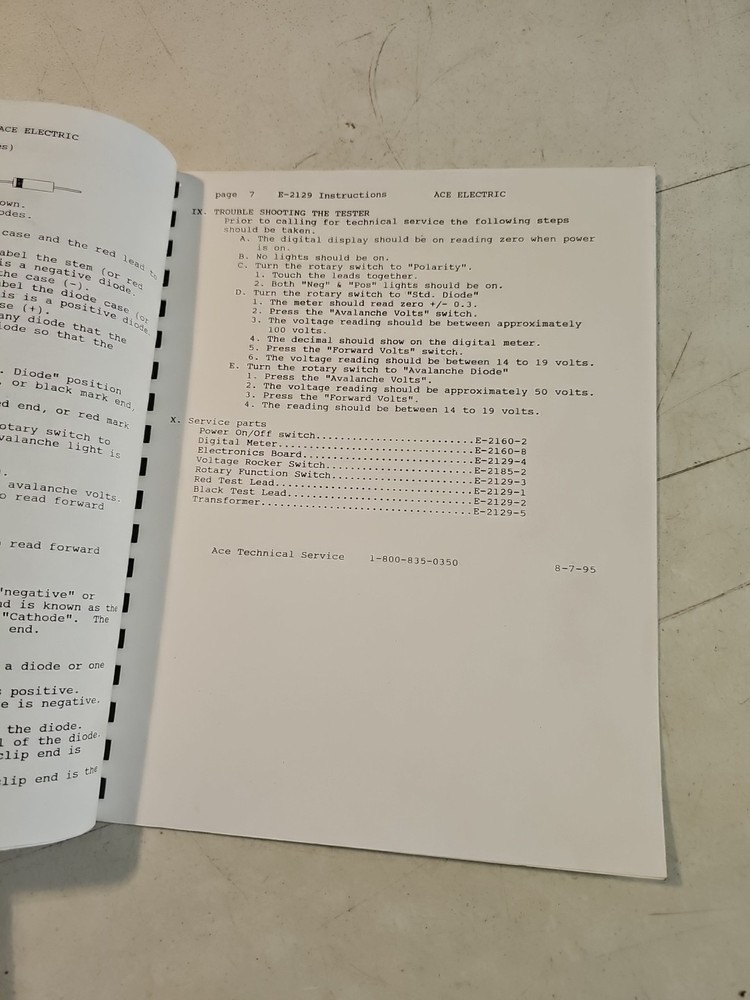 ACE ELECTRIC
es)
own.
odes.
case and the red lead to
abel the stem (or red
is a negative diode.
the case (-).
abel the diode case (or
is is a positive diode.
se (+).
any diode that the
iode so that the
. Diode" position
, or black mark end,
ed end, or red mark
otary switch to
valanche light is
e.
avalanche volts.
o read forward
o read forward
"negative" or
nd is known as the
"Cathode". The
end.
a diode or one
s positive.
e is negative.
the diode.
l of the diode.
clip end is
clip end is the
page 7 E-2129 Instructions ACE ELECTRIC
IX. TROUBLE SHOOTING THE TESTER
Prior to calling for technical service the following steps
should be taken.
A. The digital display should be on reading zero when power
is on.
B. No lights should be on.
C. Turn the rotary switch to "Polarity".
1. Touch the leads together.
2. Both "Neg" & "Pos" lights should be on.
D. Turn the rotary switch to "Std. Diode"
1. The meter should read zero +/- 0.3.
2. Press the "Avalanche Volts" switch.
3. The voltage reading should be between approximately
100 volts.
4. The decimal should show on the digital meter.
5. Press the "Forward Volts" switch.
6. The voltage reading should be between 14 to 19 volts.
E. Turn the rotary switch to "Avalanche Diode"
1. Press the "Avalanche Volts".
2. The voltage reading should be approximately 50 volts.
3. Press the "Forward Volts".
4. The reading should be between 14 to 19 volts.
X. Service parts
Power On/Off switch........................E-2160-2
Digital Meter..............................E-2160-8
Electronics Board..........................E-2129-4
Voltage Rocker Switch......................E-2185-2
Rotary Function Switch.....................E-2129-3
Red Test Lead..............................E-2129-1
Black Test Lead............................E-2129-2
Transformer................................E-2129-5
Ace Technical Service 1-800-835-0350
8-7-95